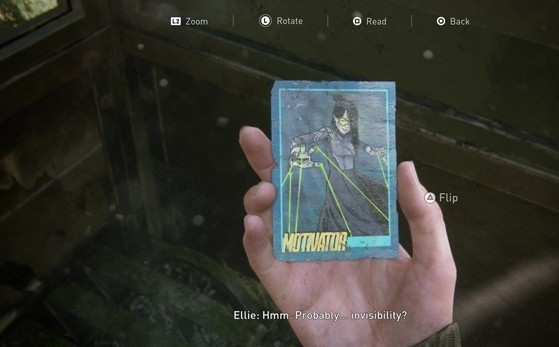 L2 Zoom
L Rotate
Read
Back
Flip
MOTIVATOR
Ellie: Hmm. Probably... invisibility?